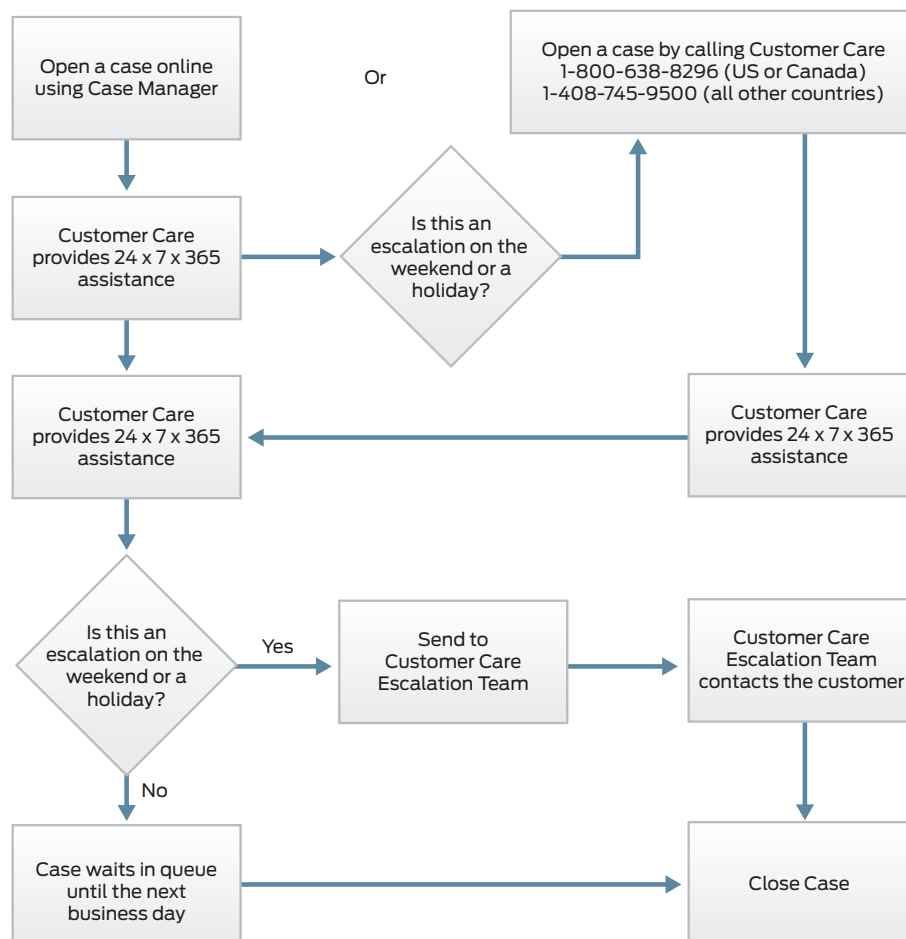 Open a case online
using Case Manager
Or
Open a case by calling Customer Care
1-800-638-8296 (US or Canada)
1-408-745-9500 (all other countries)
Customer Care
provides 24 x 7 x 365
assistance
Is this an
escalation on the
weekend or a
holiday?
Customer Care
provides 24 x 7 x 365
assistance
Customer Care
provides 24 x 7 x 365
assistance
Is this an
escalation on the
weekend or a
holiday?
Yes
Send to
Customer Care
Escalation Team
Customer Care
Escalation Team
contacts the customer
No
Case waits in queue
until the next
business day
Close Case